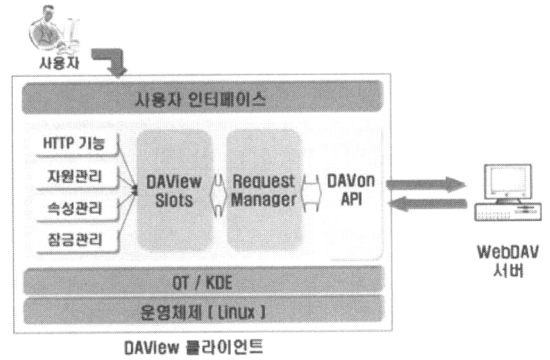 사용자
사용자 인터페이스
HTTP 기능
자원관리
속성관리
잠금관리
DAView
Slots
Request
Manager
DAVon
API
WebDAV
서버
QT / KDE
운영체제 [ Linux ]
DAView 클라이언트